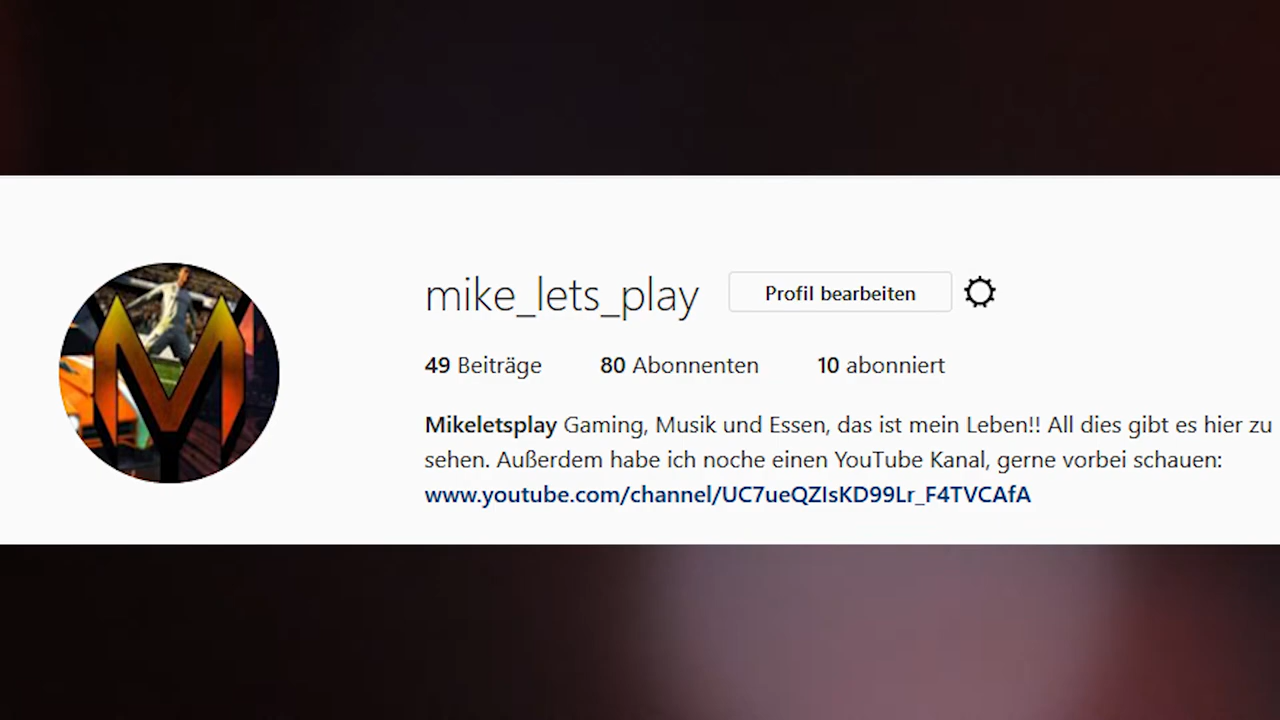 mike_lets_play Profil bearbeiten
49 Beiträge 80 Abonnenten 10 abonniert
Mikeletsplay Gaming, Musik und Essen, das ist mein Leben!! All dies gibt es hier zu
sehen. Außerdem habe ich noche einen YouTube Kanal, gerne vorbei schauen:
www.youtube.com/channel/UC7ueQZIsKD99Lr_F4TVCAfA